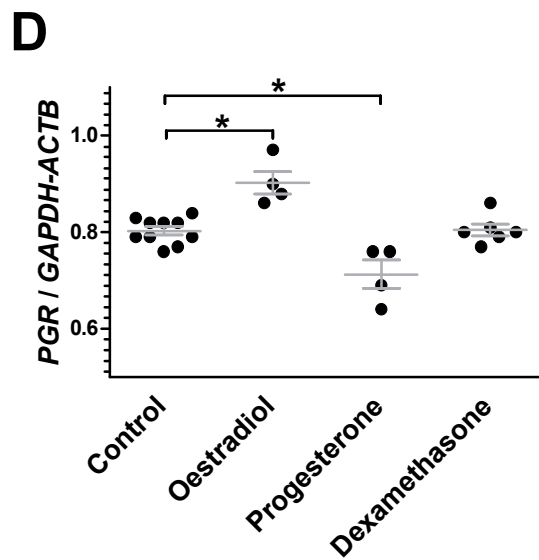 D
*
*
PGR / GAPDH-ACTB
1.0
0.8
0.6
Control
Oestradiol
Progesterone
Dexamethasone